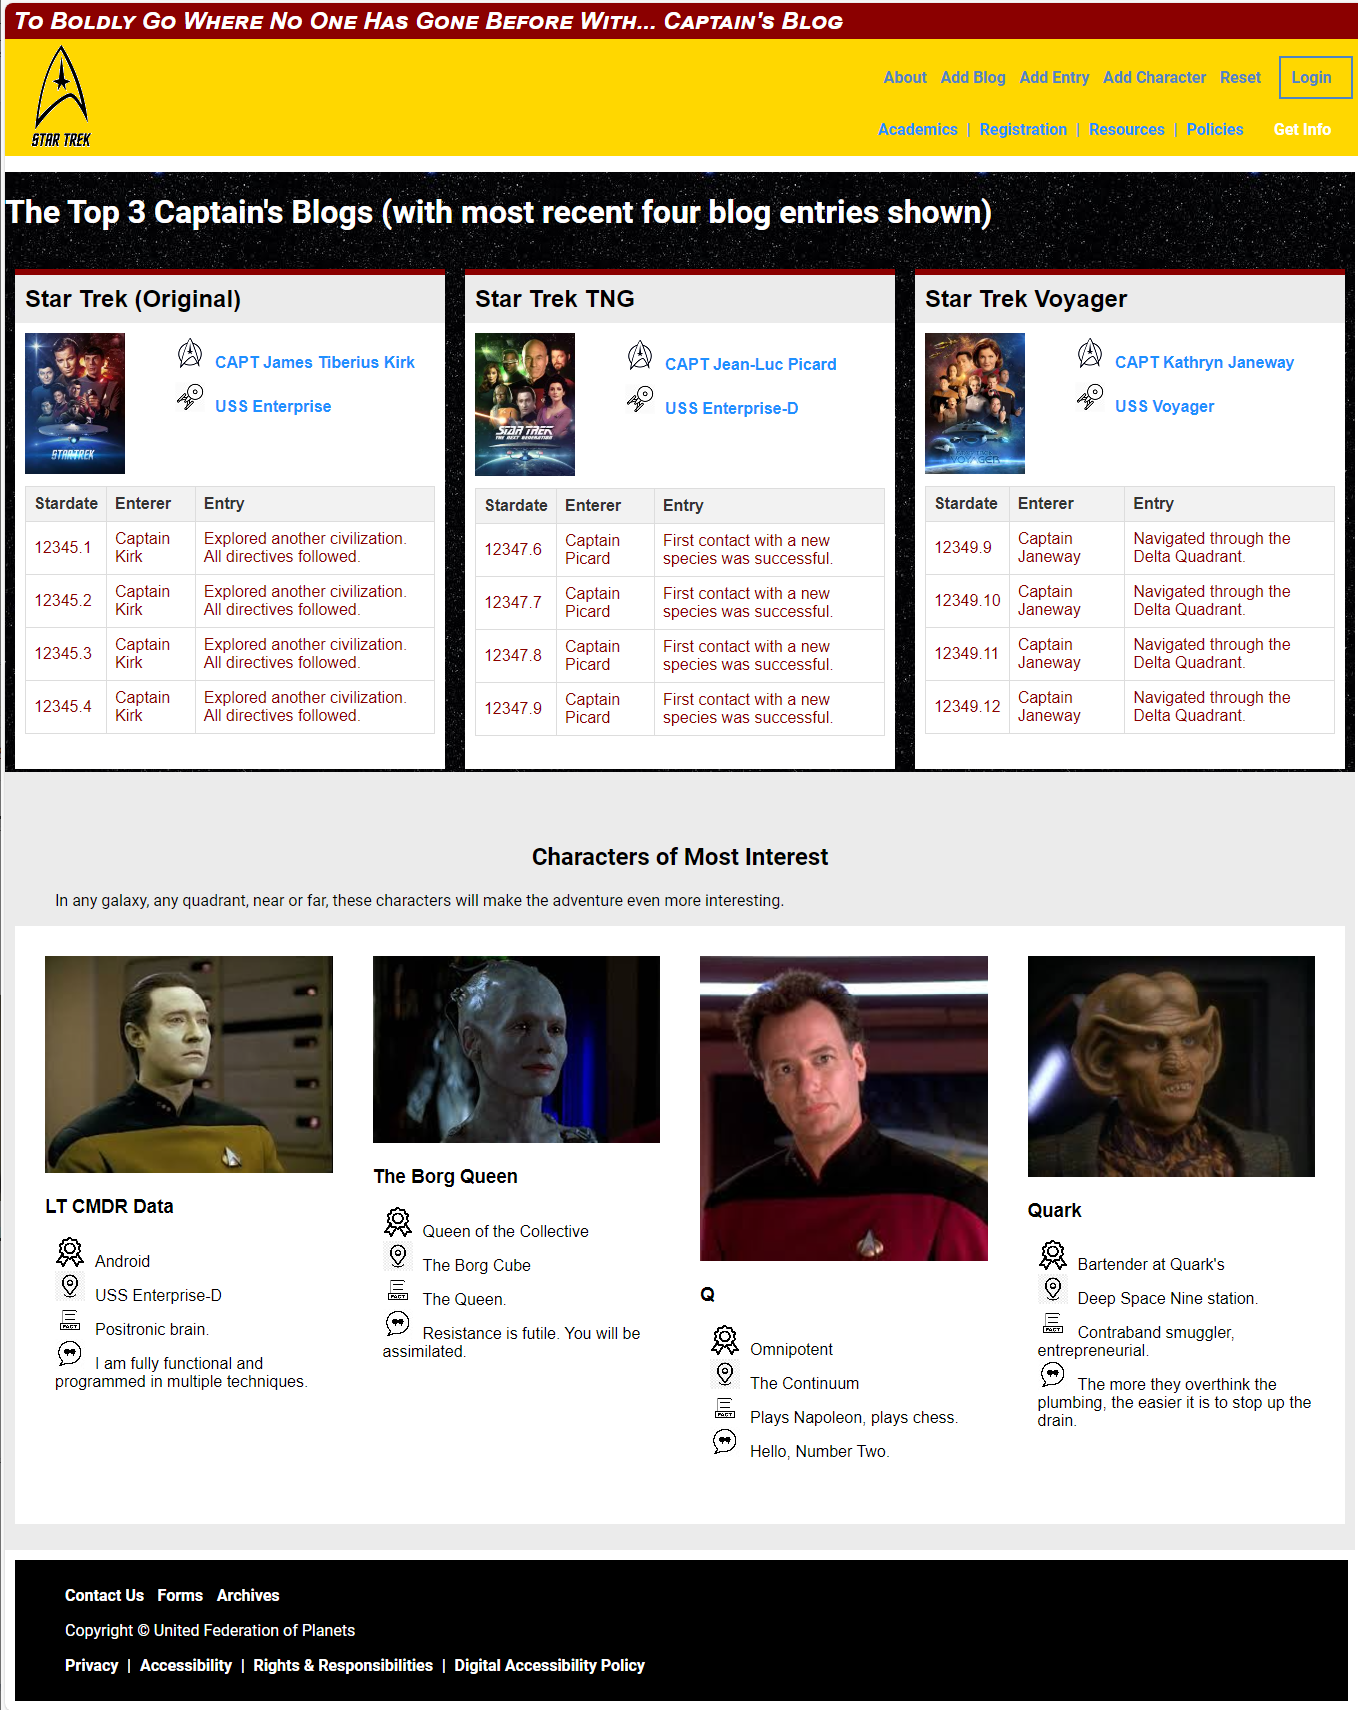 To Boldly Go Where No One Has Gone Before With... Captain's Blog
STAR TREK
About Add Blog Add Entry Add Character Reset Login
Academics | Registration | Resources | Policies Get Info
The Top 3 Captain's Blogs (with most recent four blog entries shown)
Star Trek (Original)
STAR TREK
CAPT James Tiberius Kirk
USS Enterprise
Stardate Enterer Entry
12345.1 Captain Kirk Explored another civilization. All directives followed.
12345.2 Captain Kirk Explored another civilization. All directives followed.
12345.3 Captain Kirk Explored another civilization. All directives followed.
12345.4 Captain Kirk Explored another civilization. All directives followed.
Star Trek TNG
STAR TREK
THE NEXT GENERATION
CAPT Jean-Luc Picard
USS Enterprise-D
Stardate Enterer Entry
12347.6 Captain Picard First contact with a new species was successful.
12347.7 Captain Picard First contact with a new species was successful.
12347.8 Captain Picard First contact with a new species was successful.
12347.9 Captain Picard First contact with a new species was successful.
Star Trek Voyager
VOYAGER
CAPT Kathryn Janeway
USS Voyager
Stardate Enterer Entry
12349.9 Captain Janeway Navigated through the Delta Quadrant.
12349.10 Captain Janeway Navigated through the Delta Quadrant.
12349.11 Captain Janeway Navigated through the Delta Quadrant.
12349.12 Captain Janeway Navigated through the Delta Quadrant.
Characters of Most Interest
In any galaxy, any quadrant, near or far, these characters will make the adventure even more interesting.
LT CMDR Data
Android
USS Enterprise-D
FACT Positronic brain.
I am fully functional and
programmed in multiple techniques.
The Borg Queen
Queen of the Collective
The Borg Cube
FACT The Queen.
Resistance is futile. You will be
assimilated.
Q
Omnipotent
The Continuum
FACT Plays Napoleon, plays chess.
Hello, Number Two.
Quark
Bartender at Quark's
Deep Space Nine station.
FACT Contraband smuggler,
entrepreneurial.
The more they overthink the
plumbing, the easier it is to stop up the
drain.
Contact Us Forms Archives
Copyright © United Federation of Planets
Privacy | Accessibility | Rights & Responsibilities | Digital Accessibility Policy